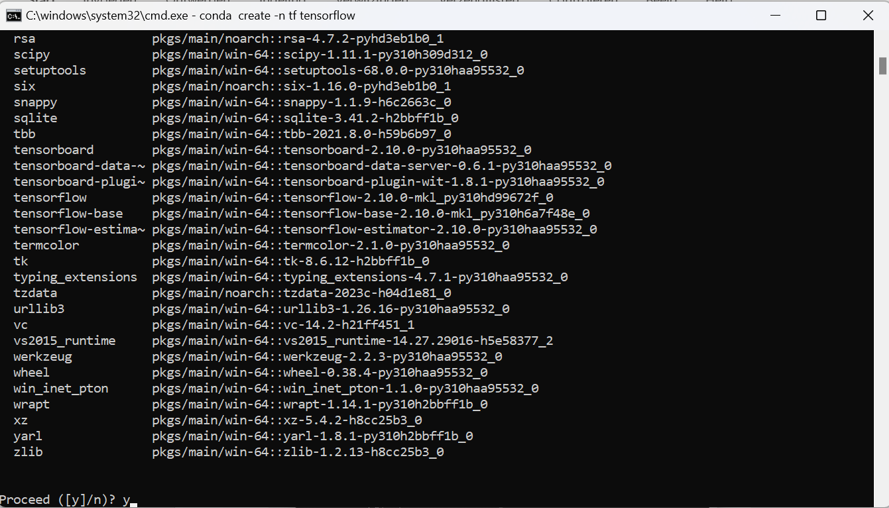 C:\windows\system32\cmd.exe - conda  create -n tf tensorflow
rsa pkgs/main/noarch::rsa-4.7.2-pyhd3eb1b0_1
scipy pkgs/main/win-64::scipy-1.11.1-py310h309d312_0
setuptools pkgs/main/win-64::setuptools-68.0.0-py310haa95532_0
six pkgs/main/noarch::six-1.16.0-pyhd3eb1b0_1
snappy pkgs/main/win-64::snappy-1.1.9-h6c2663c_0
sqlite pkgs/main/win-64::sqlite-3.41.2-h2bbff1b_0
tbb pkgs/main/win-64::tbb-2021.8.0-h59b6b97_0
tensorboard pkgs/main/win-64::tensorboard-2.10.0-py310haa95532_0
tensorboard-data-~ pkgs/main/win-64::tensorboard-data-server-0.6.1-py310haa95532_0
tensorboard-plugi~ pkgs/main/win-64::tensorboard-plugin-wit-1.8.1-py310haa95532_0
tensorflow pkgs/main/win-64::tensorflow-2.10.0-mkl_py310hd99672f_0
tensorflow-base pkgs/main/win-64::tensorflow-base-2.10.0-mkl_py310h6a7f48e_0
tensorflow-estima~ pkgs/main/win-64::tensorflow-estimator-2.10.0-py310haa95532_0
termcolor pkgs/main/win-64::termcolor-2.1.0-py310haa95532_0
tk pkgs/main/win-64::tk-8.6.12-h2bbff1b_0
typing_extensions pkgs/main/win-64::typing_extensions-4.7.1-py310haa95532_0
tzdata pkgs/main/noarch::tzdata-2023c-h04d1e81_0
urllib3 pkgs/main/win-64::urllib3-1.26.16-py310haa95532_0
vc pkgs/main/win-64::vc-14.2-h21ff451_1
vs2015_runtime pkgs/main/win-64::vs2015_runtime-14.27.29016-h5e58377_2
werkzeug pkgs/main/win-64::werkzeug-2.2.3-py310haa95532_0
wheel pkgs/main/win-64::wheel-0.38.4-py310haa95532_0
win_inet_pton pkgs/main/win-64::win_inet_pton-1.1.0-py310haa95532_0
wrapt pkgs/main/win-64::wrapt-1.14.1-py310h2bbff1b_0
xz pkgs/main/win-64::xz-5.4.2-h8cc25b3_0
yarl pkgs/main/win-64::yarl-1.8.1-py310h2bbff1b_0
zlib pkgs/main/win-64::zlib-1.2.13-h8cc25b3_0
Proceed ([y]/n)? y